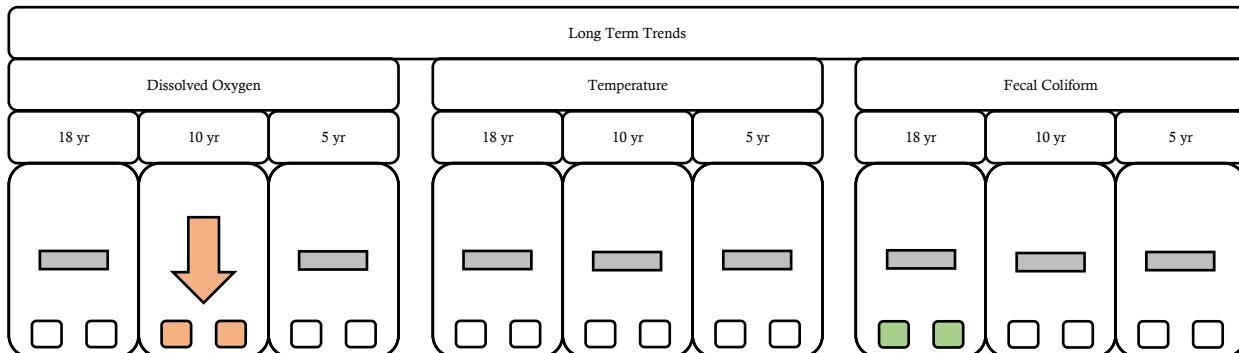 Long Term Trends
Dissolved Oxygen Temperature Fecal Coliform
18 yr 10 yr 5 yr 18 yr 10 yr 5 yr 18 yr 10 yr 5 yr